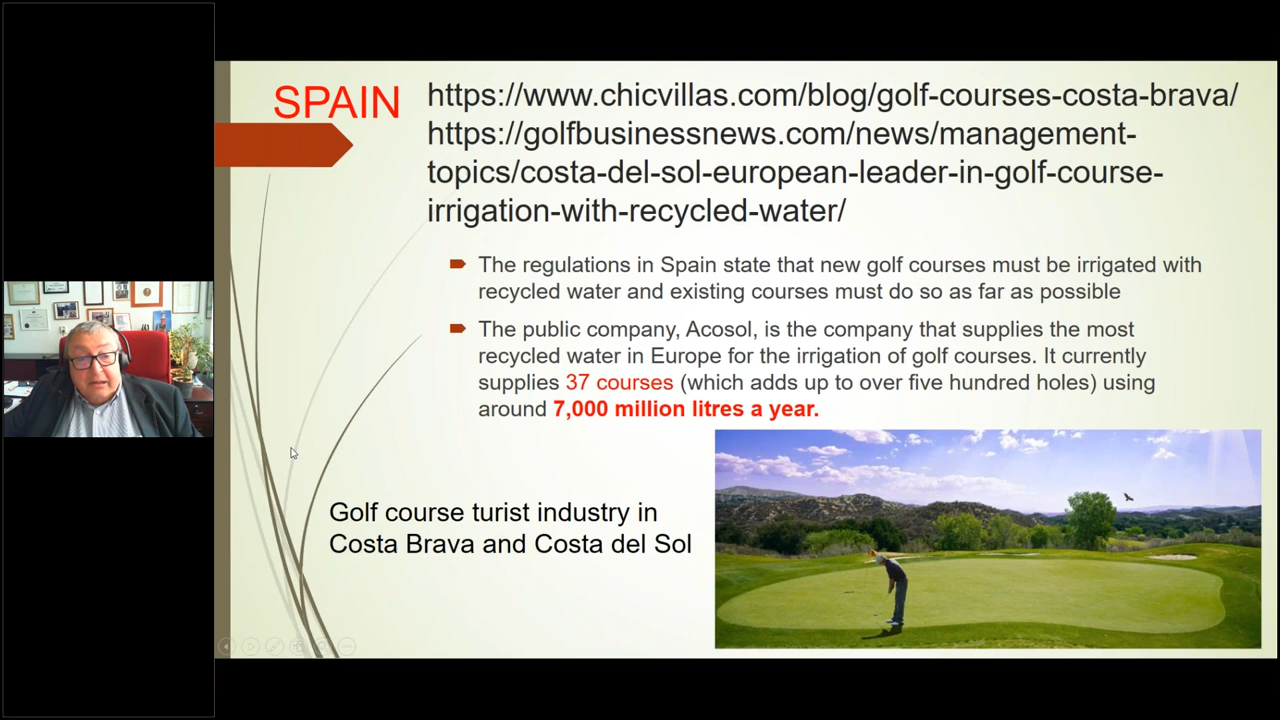 SPAIN
https://www.chicvillas.com/blog/golf-courses-costa-brava/
https://golfbusinessnews.com/news/management-
topics/costa-del-sol-european-leader-in-golf-course-
irrigation-with-recycled-water/
The regulations in Spain state that new golf courses must be irrigated with
recycled water and existing courses must do so as far as possible
The public company, Acosol, is the company that supplies the most
recycled water in Europe for the irrigation of golf courses. It currently
supplies 37 courses (which adds up to over five hundred holes) using
around 7,000 million litres a year.
Golf course turist industry in
Costa Brava and Costa del Sol